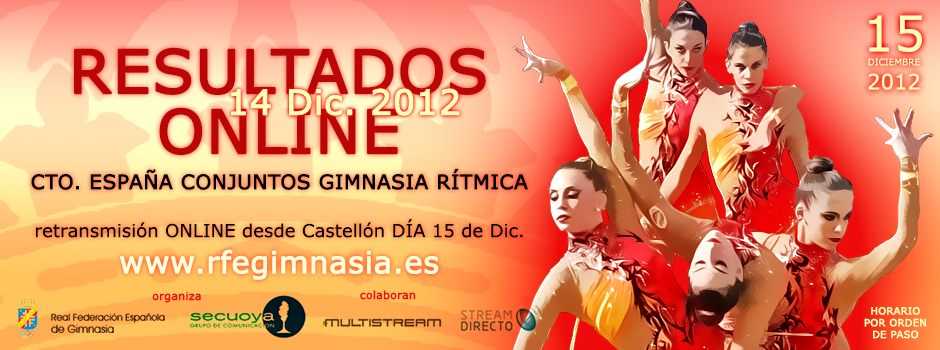 RESULTADOS
14 Dic. 2012
ONLINE
CTO. ESPAÑA CONJUNTOS GIMNASIA RÍTMICA
retransmisión ONLINE desde Castellón DÍA 15 de Dic.
www.rfegimnasia.es
organiza
colaboran
Real Federación Española
de Gimnasia
secuoya
GRUPO DE COMUNICACIÓN
MULTISTREAM
STREAM
DIRECTO
15
DICIEMBRE
2012
HORARIO
POR ORDEN
DE PASO